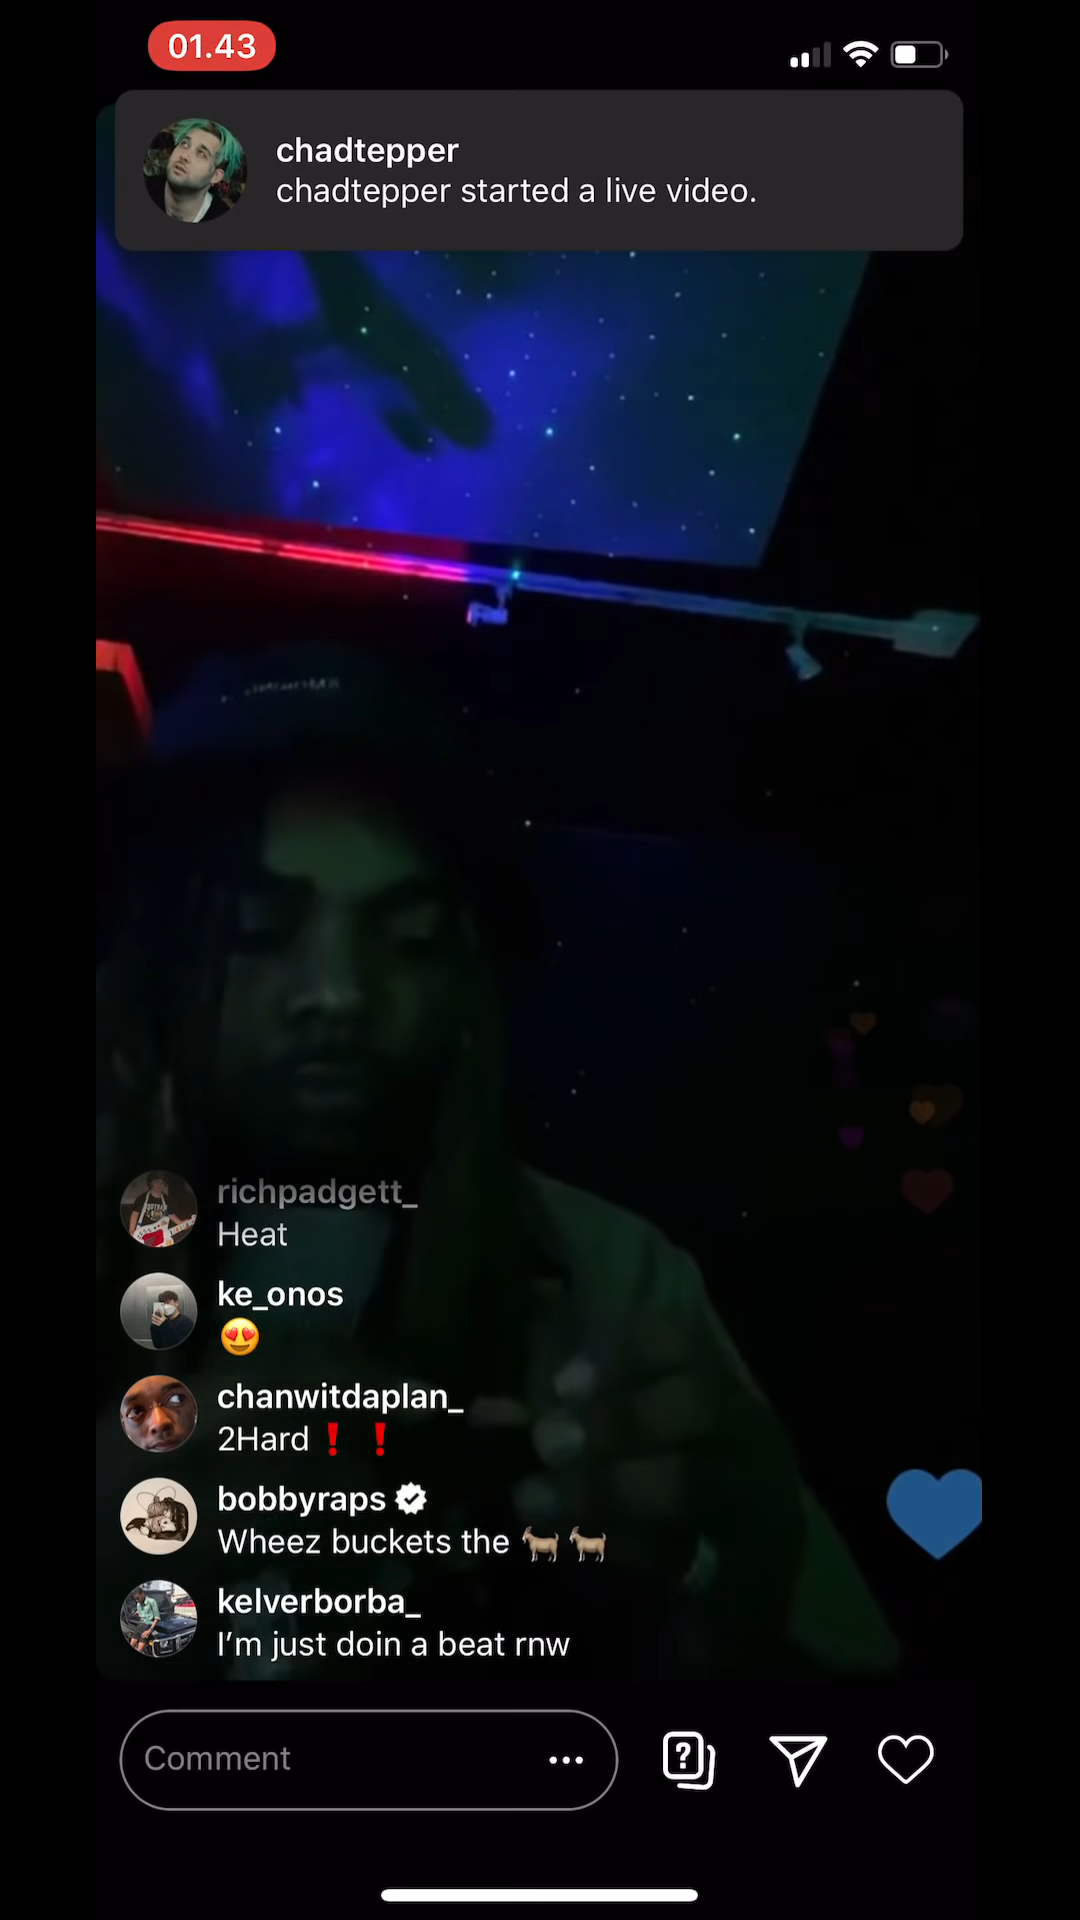 01.43
chadtepper
chadtepper started a live video.
richpadgett_
Heat
ke_onos
😍
chanwitdaplan_
2Hard❗❗
bobbyraps
Wheez buckets the 🐐🐐
kelverborba_
I’m just doin a beat rnw
Comment
?